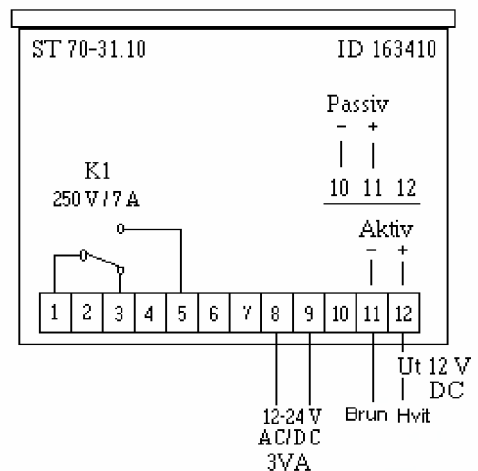 ST 70-31.10 ID 163410
Passiv
- +
10 11 12
K1
250 V / 7 A
Aktiv
- +
1 2 3 4 5 6 7 8 9 10 11 12
Ut 12 V
DC
12-24 V
AC/DC
3VA
Brun Hvit